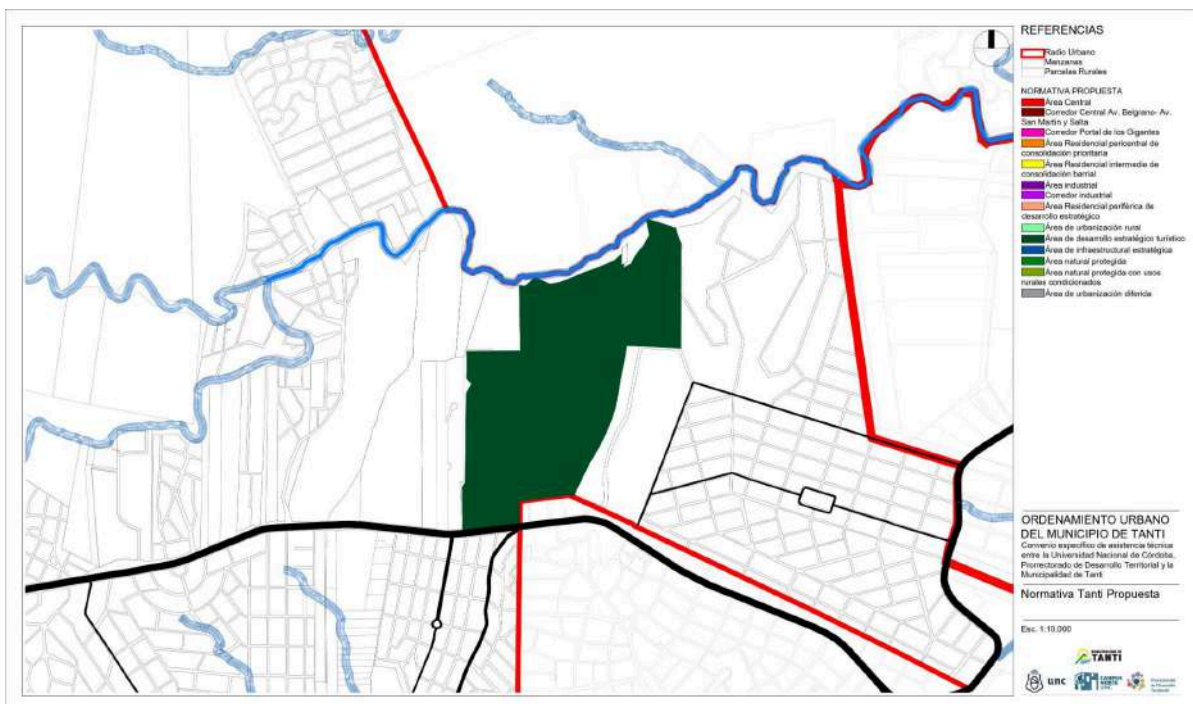 REFERENCIAS
Radio Urbano
Manzanas
Parcelas Rurales
NORMATIVA PROPUESTA
Área Central
Corredor Central Av. Belgrano- Av.
San Martín y Salta
Corredor Portal de los Gigantes
Área Residencial pericentral de
consolidación prioritaria
Área Residencial intermedia de
consolidación barrial
Área industrial
Corredor industrial
Área Residencial periférica de
desarrollo estratégico
Área de urbanización rural
Área de desarrollo estratégico turístico
Área de infraestructural estratégica
Área natural protegida
Área natural protegida con usos
rurales condicionados
Área de urbanización diferida
ORDENAMIENTO URBANO
DEL MUNICIPIO DE TANTI
Convenio específico de asistencia técnica
entre la Universidad Nacional de Córdoba,
Prorrectorado de Desarrollo Territorial y la
Municipalidad de Tanti
Normativa Tanti Propuesta
Esc. 1:10.000
TANTI
unc
CAMPUS
NORTE